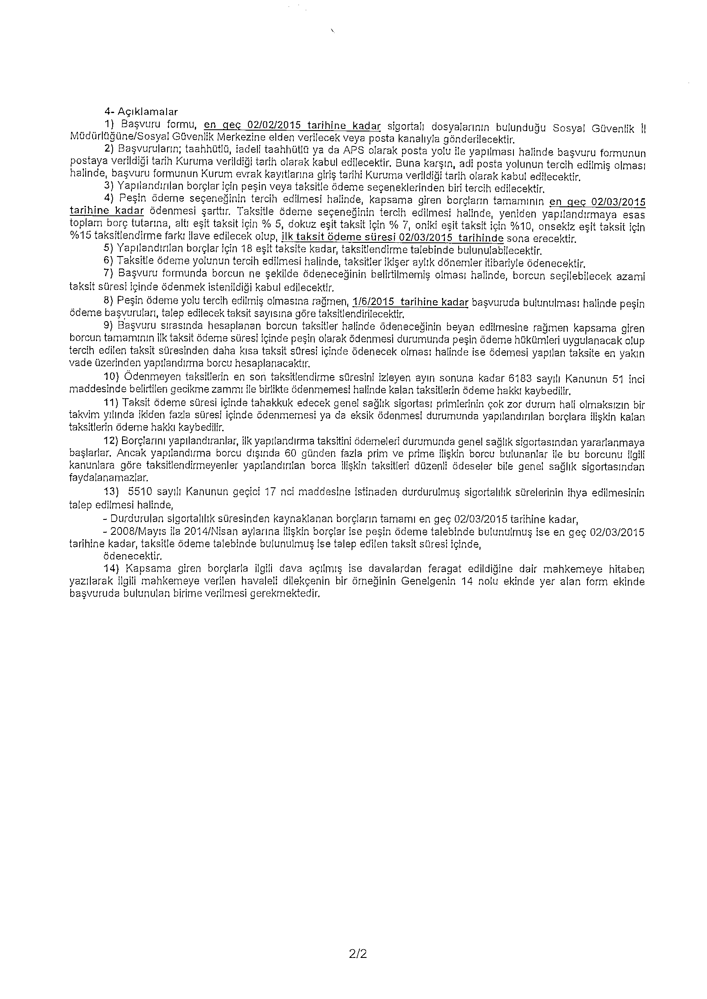 4- Açıklamalar
1) Başvuru formu, en geç 02/02/2015 tarihine kadar sigortalı dosyalarının bulunduğu Sosyal Güvenlik İl
Müdürlüğüne/Sosyal Güvenlik Merkezine elden verilecek veya posta kanalıyla gönderilecektir.
2) Başvuruların; taahhütlü, iadeli taahhütlü ya da APS olarak posta yolu ile yapılması halinde başvuru formunun
postaya verildiği tarih Kuruma verildiği tarih olarak kabul edilecektir. Buna karşın, adi posta yolunun tercih edilmiş olması
halinde, başvuru formunun Kurum evrak kayıtlarına giriş tarihi Kuruma verildiği tarih olarak kabul edilecektir.
3) Yapılandırılan borçlar için peşin veya taksitle ödeme seçeneklerinden biri tercih edilecektir.
4) Peşin ödeme seçeneğinin tercih edilmesi halinde, kapsama giren borçların tamamının en geç 02/03/2015
tarihine kadar ödenmesi şarttır. Taksitle ödeme seçeneğinin tercih edilmesi halinde, yeniden yapılandırmaya esas
toplam borç tutarına, altı eşit taksit için % 5, dokuz eşit taksit için % 7, oniki eşit taksit için %10, onsekiz eşit taksit için
%15 taksitlendirme farkı ilave edilecek olup, ilk taksit ödeme süresi 02/03/2015 tarihinde sona erecektir.
5) Yapılandırılan borçlar için 18 eşit taksite kadar, taksitlendirme talebinde bulunulabilecektir.
6) Taksitle ödeme yolunun tercih edilmesi halinde, taksitler ikişer aylık dönemler itibariyle ödenecektir.
7) Başvuru formunda borcun ne şekilde ödeneceğinin belirtilmemiş olması halinde, borcun seçilebilecek azami
taksit süresi içinde ödenmek istenildiği kabul edilecektir.
8) Peşin ödeme yolu tercih edilmiş olmasına rağmen, 1/6/2015 tarihine kadar başvuruda bulunulması halinde peşin
ödeme başvuruları, talep edilecek taksit sayısına göre taksitlendirilecektir.
9) Başvuru sırasında hesaplanan borcun taksitler halinde ödeneceğinin beyan edilmesine rağmen kapsama giren
borcun tamamının ilk taksit ödeme süresi içinde peşin olarak ödenmesi durumunda peşin ödeme hükümleri uygulanacak olup
tercih edilen taksit süresinden daha kısa taksit süresi içinde ödenecek olması halinde ise ödemesi yapılan taksite en yakın
vade üzerinden yapılandırma borcu hesaplanacaktır.
10) Ödenmeyen taksitlerin en son taksitlendirme süresini izleyen ayın sonuna kadar 6183 sayılı Kanunun 51 inci
maddesinde belirtilen gecikme zammı ile birlikte ödenmemesi halinde kalan taksitlerin ödeme hakkı kaybedilir.
11) Taksit ödeme süresi içinde tahakkuk edecek genel sağlık sigortası primlerinin çok zor durum hali olmaksızın bir
takvim yılında ikiden fazla süresi içinde ödenmemesi ya da eksik ödenmesi durumunda yapılandırılan borçlara ilişkin kalan
taksitlerin ödeme hakkı kaybedilir.
12) Borçlarını yapılandıranlar, ilk yapılandırma taksitini ödemeleri durumunda genel sağlık sigortasından yararlanmaya
başlarlar. Ancak yapılandırma borcu dışında 60 günden fazla prim ve prime ilişkin borcu bulunanlar ile bu borcunu ilgili
kanunlara göre taksitlendirmeyenler yapılandırılan borca ilişkin taksitleri düzenli ödeseler bile genel sağlık sigortasından
faydalanamazlar.
13) 5510 sayılı Kanunun geçici 17 nci maddesine istinaden durdurulmuş sigortalılık sürelerinin ihya edilmesinin
talep edilmesi halinde,
- Durdurulan sigortalılık süresinden kaynaklanan borçların tamamı en geç 02/03/2015 tarihine kadar,
- 2008/Mayıs ila 2014/Nisan aylarına ilişkin borçlar ise peşin ödeme talebinde bulunulmuş ise en geç 02/03/2015
tarihine kadar, taksitle ödeme talebinde bulunulmuş ise talep edilen taksit süresi içinde,
ödenecektir.
14) Kapsama giren borçlarla ilgili dava açılmış ise davalardan feragat edildiğine dair mahkemeye hitaben
yazılarak ilgili mahkemeye verilen havaleli dilekçenin bir örneğinin Genelgenin 14 nolu ekinde yer alan form ekinde
başvuruda bulunulan birime verilmesi gerekmektedir.
2/2